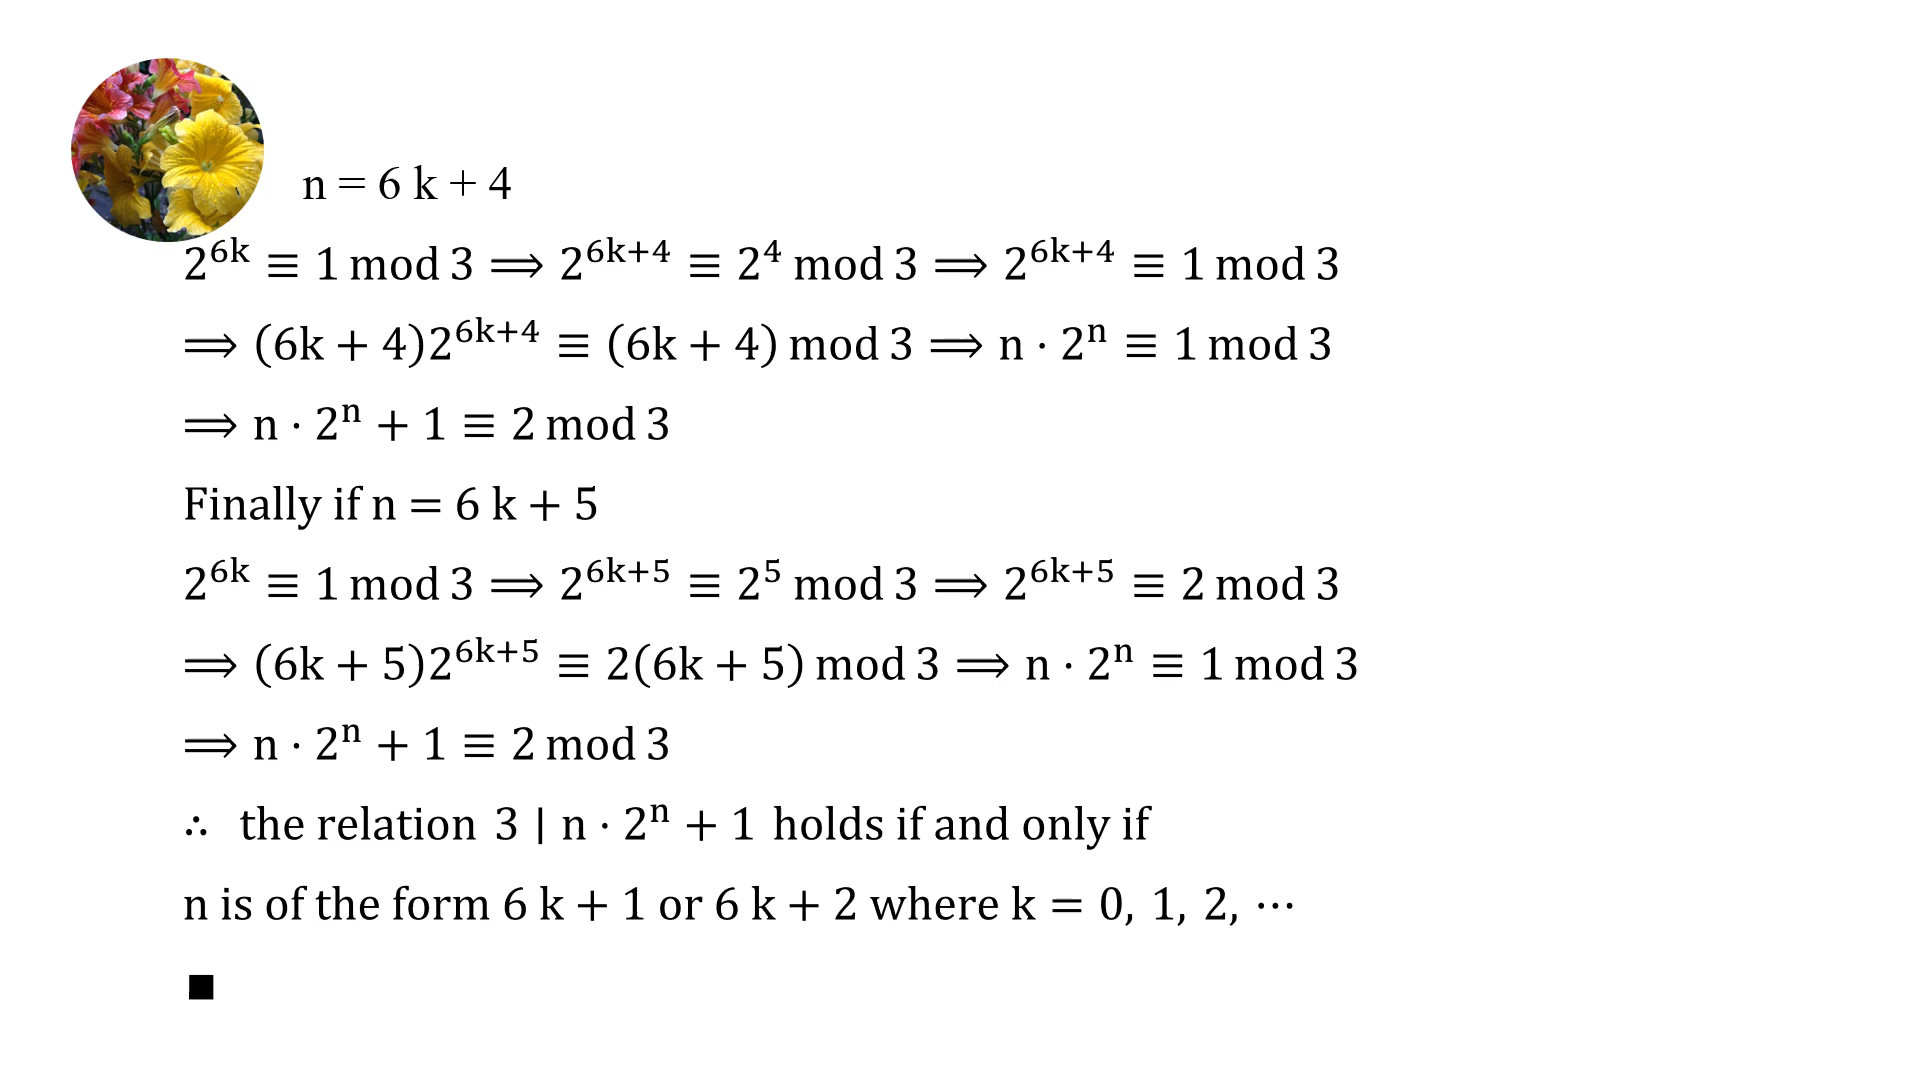 n = 6 k + 4
2^{6k} ≡ 1 mod 3 ⟹ 2^{6k+4} ≡ 2^4 mod 3 ⟹ 2^{6k+4} ≡ 1 mod 3
⟹ (6k + 4)2^{6k+4} ≡ (6k + 4) mod 3 ⟹ n · 2^n ≡ 1 mod 3
⟹ n · 2^n + 1 ≡ 2 mod 3
Finally if n = 6 k + 5
2^{6k} ≡ 1 mod 3 ⟹ 2^{6k+5} ≡ 2^5 mod 3 ⟹ 2^{6k+5} ≡ 2 mod 3
⟹ (6k + 5)2^{6k+5} ≡ 2(6k + 5) mod 3 ⟹ n · 2^n ≡ 1 mod 3
⟹ n · 2^n + 1 ≡ 2 mod 3
∴ the relation 3 | n · 2^n + 1 holds if and only if
n is of the form 6 k + 1 or 6 k + 2 where k = 0, 1, 2, ⋯
■